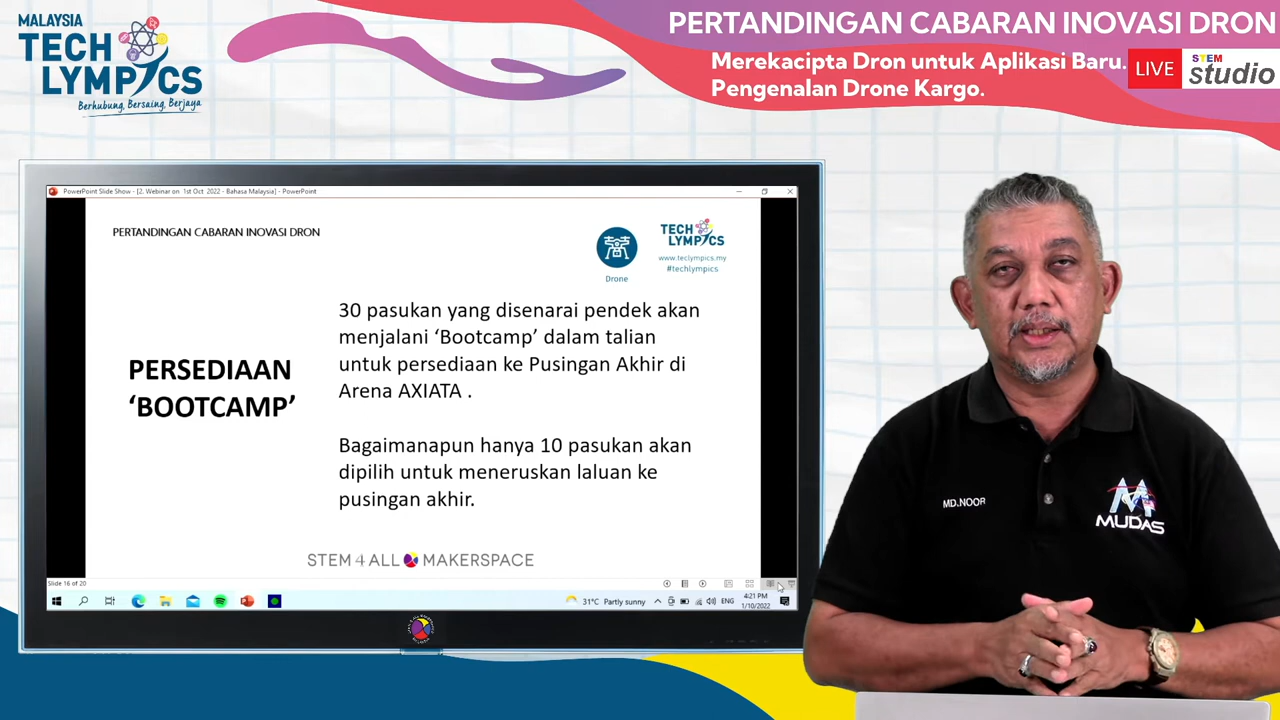 MALAYSIA
TECH
LYMPICS
Berhubung, Bersaing, Berjaya
PERTANDINGAN CABARAN INOVASI DRON
Merekacipta Dron untuk Aplikasi Baru.
Pengenalan Drone Kargo.
LIVE
STEM
studio
PowerPoint Slide Show - [2. Webinar on 1st Oct 2022 - Bahasa Malaysia] - PowerPoint
PERTANDINGAN CABARAN INOVASI DRON
Drone
TECH
LYMPICS
www.teclympics.my
#techlympics
PERSEDIAAN
‘BOOTCAMP’
30 pasukan yang disenarai pendek akan
menjalani ‘Bootcamp’ dalam talian
untuk persediaan ke Pusingan Akhir di
Arena AXIATA .
Bagaimanapun hanya 10 pasukan akan
dipilih untuk meneruskan laluan ke
pusingan akhir.
STEM 4 ALL MAKERSPACE
Slide 16 of 20
31°C Partly sunny
ENG
4:21 PM
1/10/2022
MD.NOOR
MUDAS